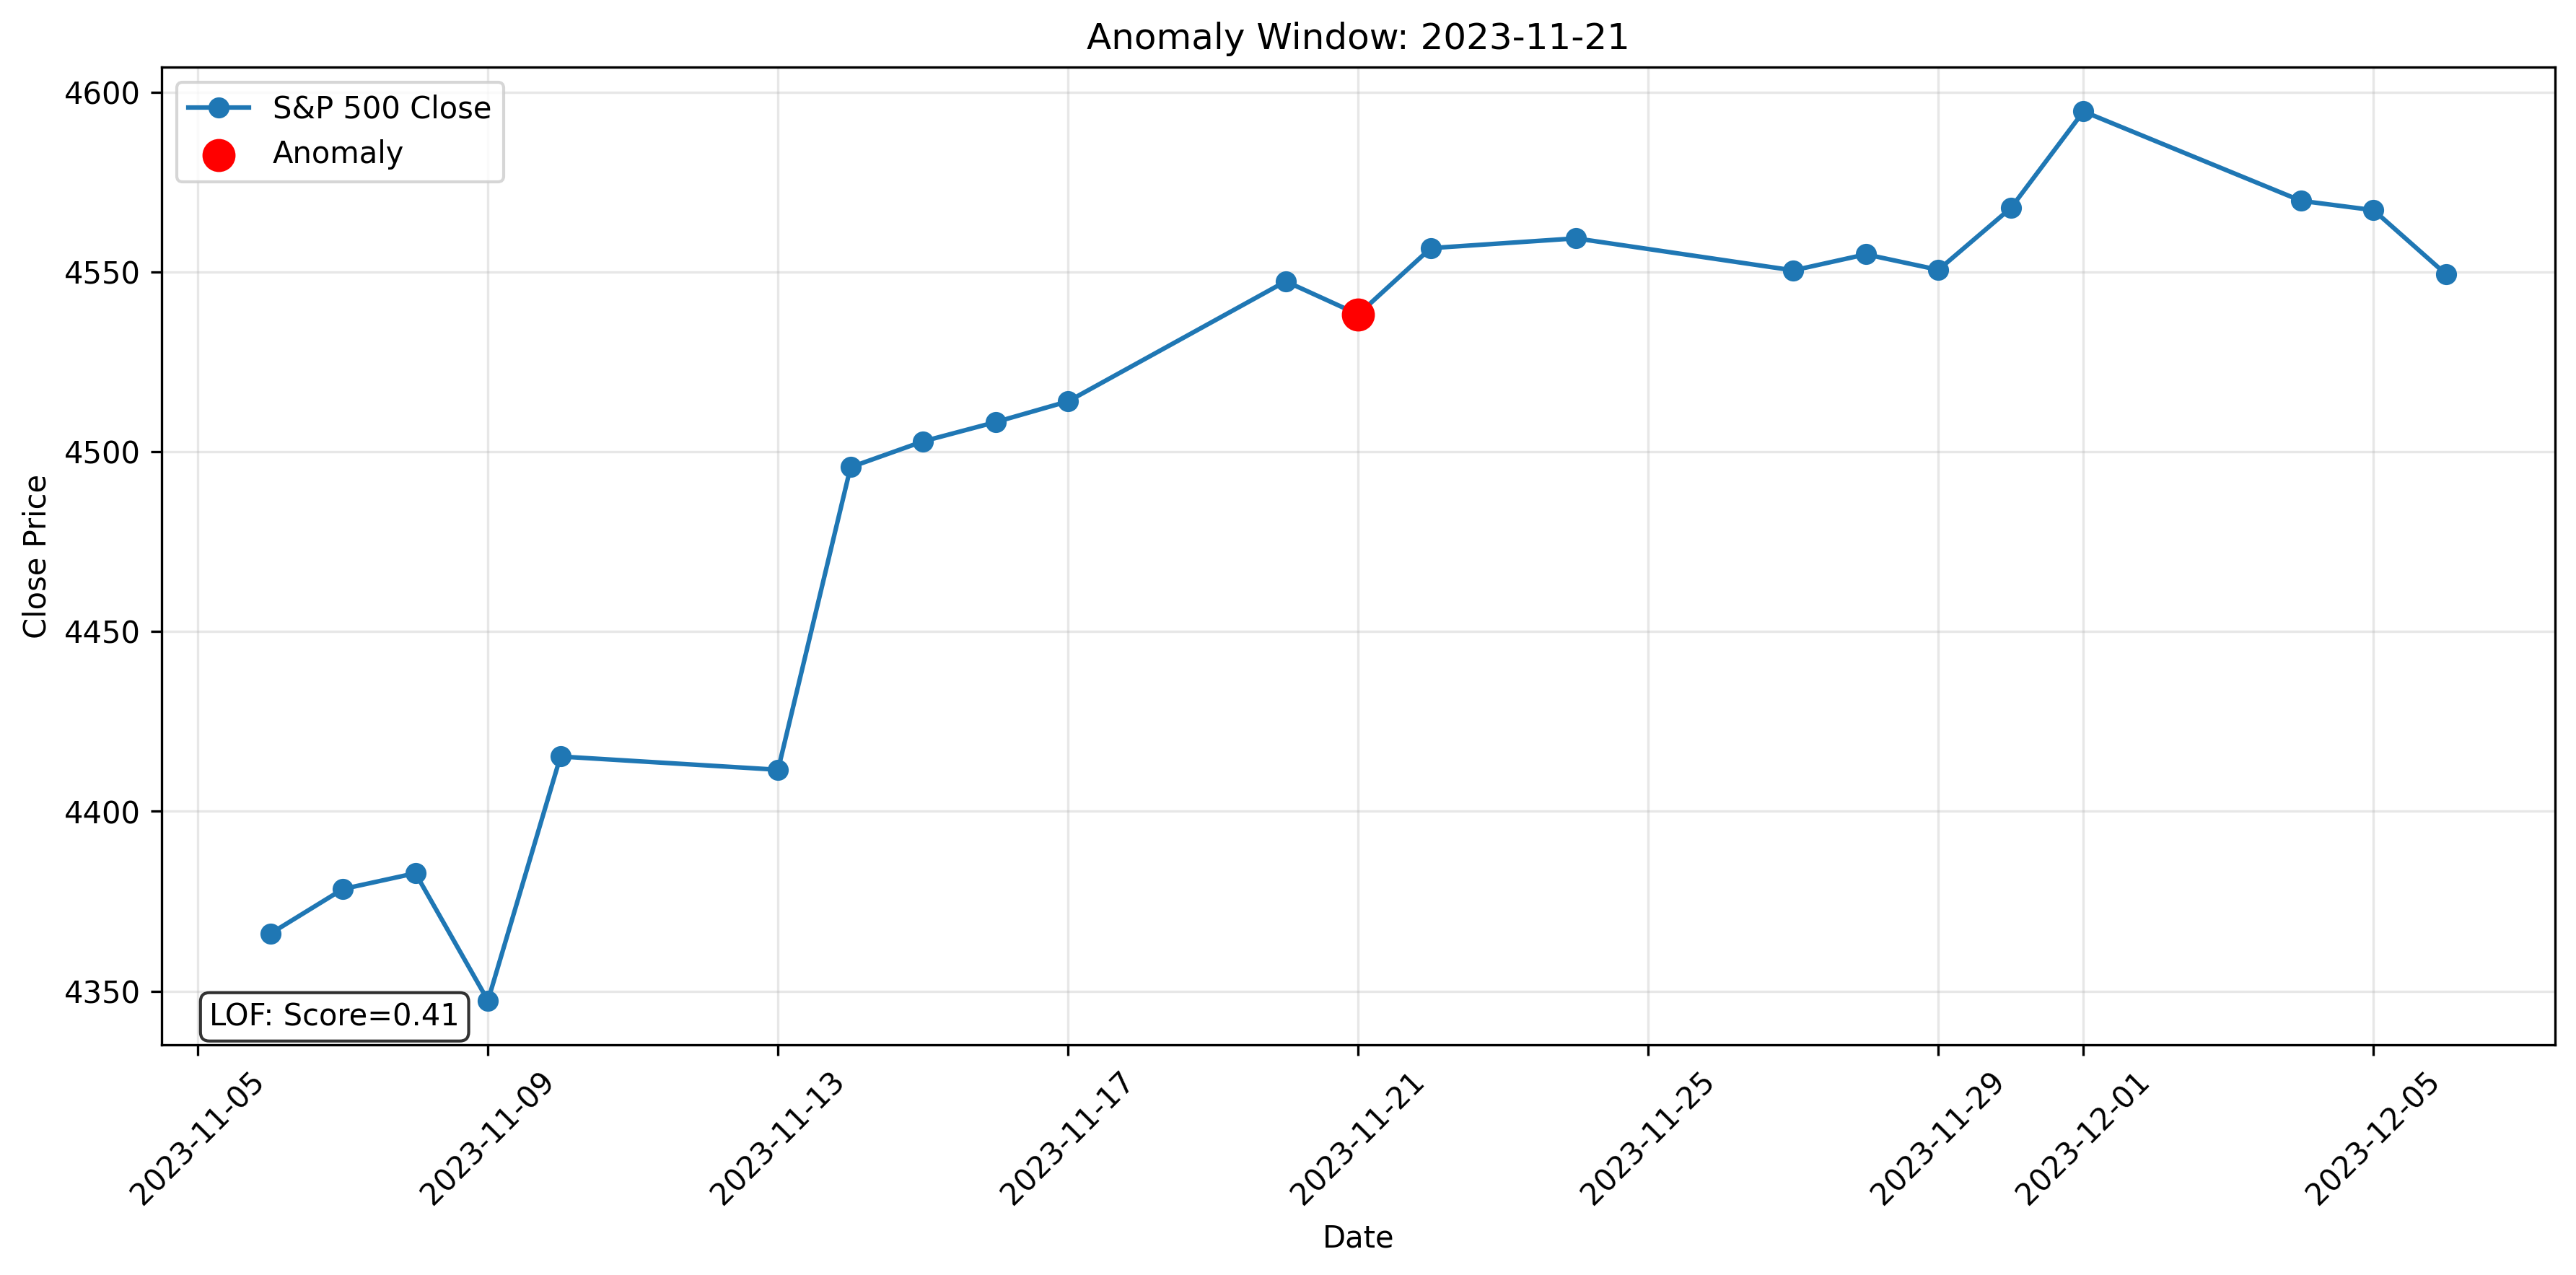 Anomaly Window: 2023-11-21
S&P 500 Close
Anomaly
Close Price
4600
4550
4500
4450
4400
4350
LOF: Score=0.41
2023-11-05
2023-11-09
2023-11-13
2023-11-17
2023-11-21
2023-11-25
2023-11-29
2023-12-01
2023-12-05
Date